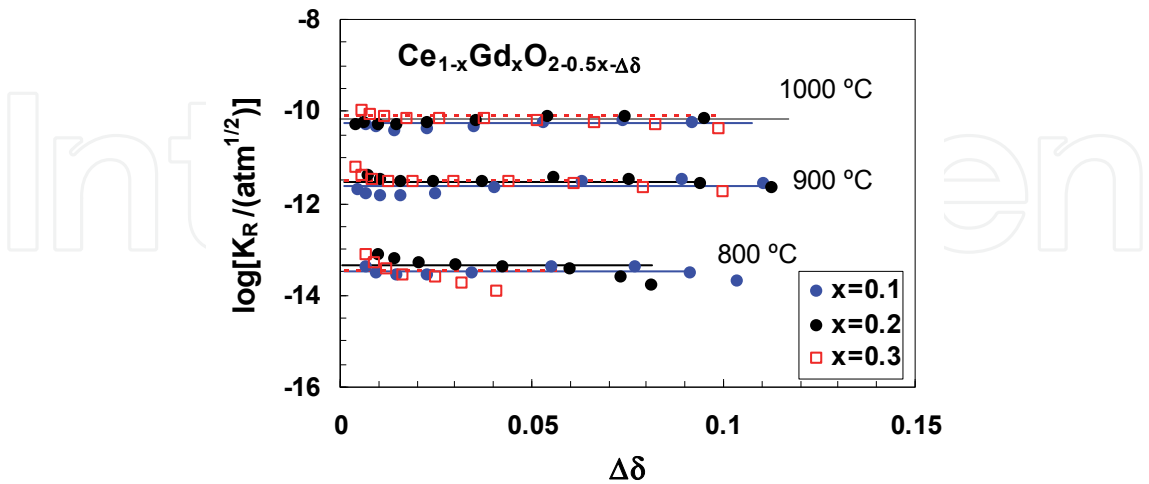 -8
Ce1-xGdxO2-0.5x-Δδ
1000 ºC
-10
900 ºC
-12
800 ºC
-14
-16
log[KR/(atm1/2)]
x=0.1
x=0.2
x=0.3
0
0.05
0.1
0.15
Δδ